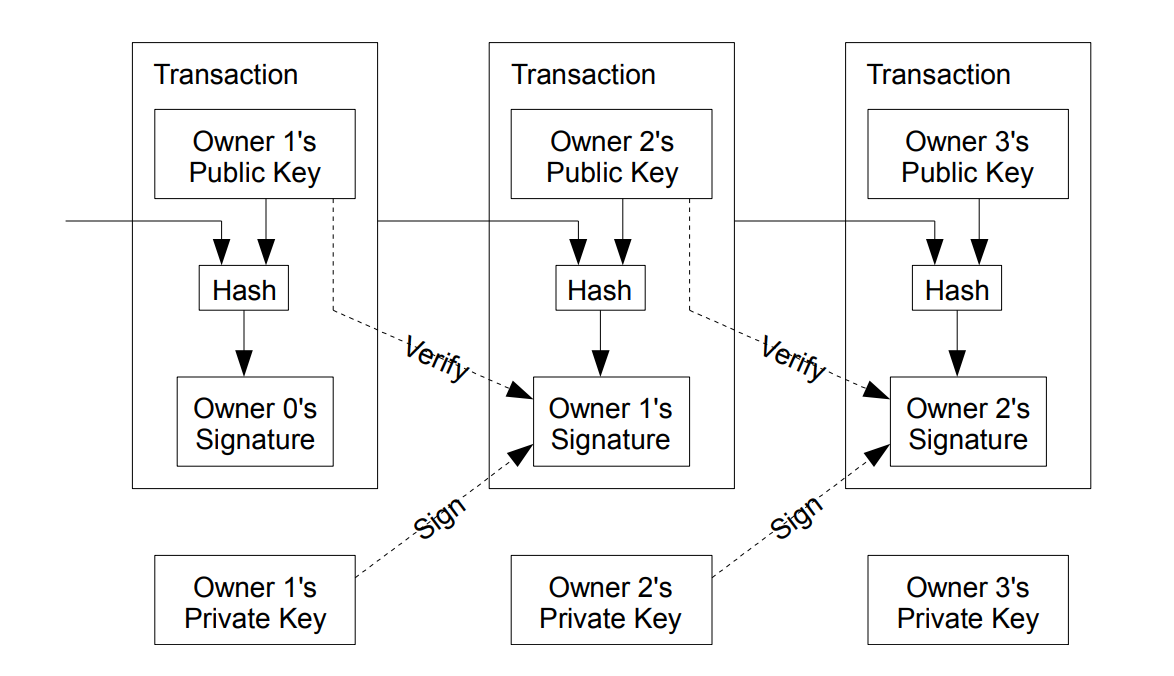 Transaction
Transaction
Transaction
Owner 1's
Public Key
Owner 2's
Public Key
Owner 3's
Public Key
Hash
Hash
Hash
Verify
Verify
Owner 0's
Signature
Owner 1's
Signature
Owner 2's
Signature
Sign
Sign
Owner 1's
Private Key
Owner 2's
Private Key
Owner 3's
Private Key